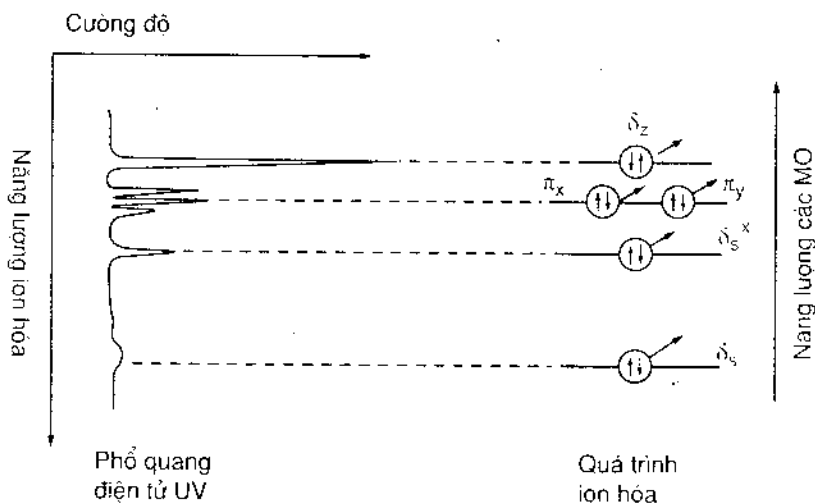 Cường độ
Năng lượng ion hóa
δz
πx
πy
δsx
δs
Năng lượng các MO
Phổ quang
điện tử UV
Quá trình
ion hóa